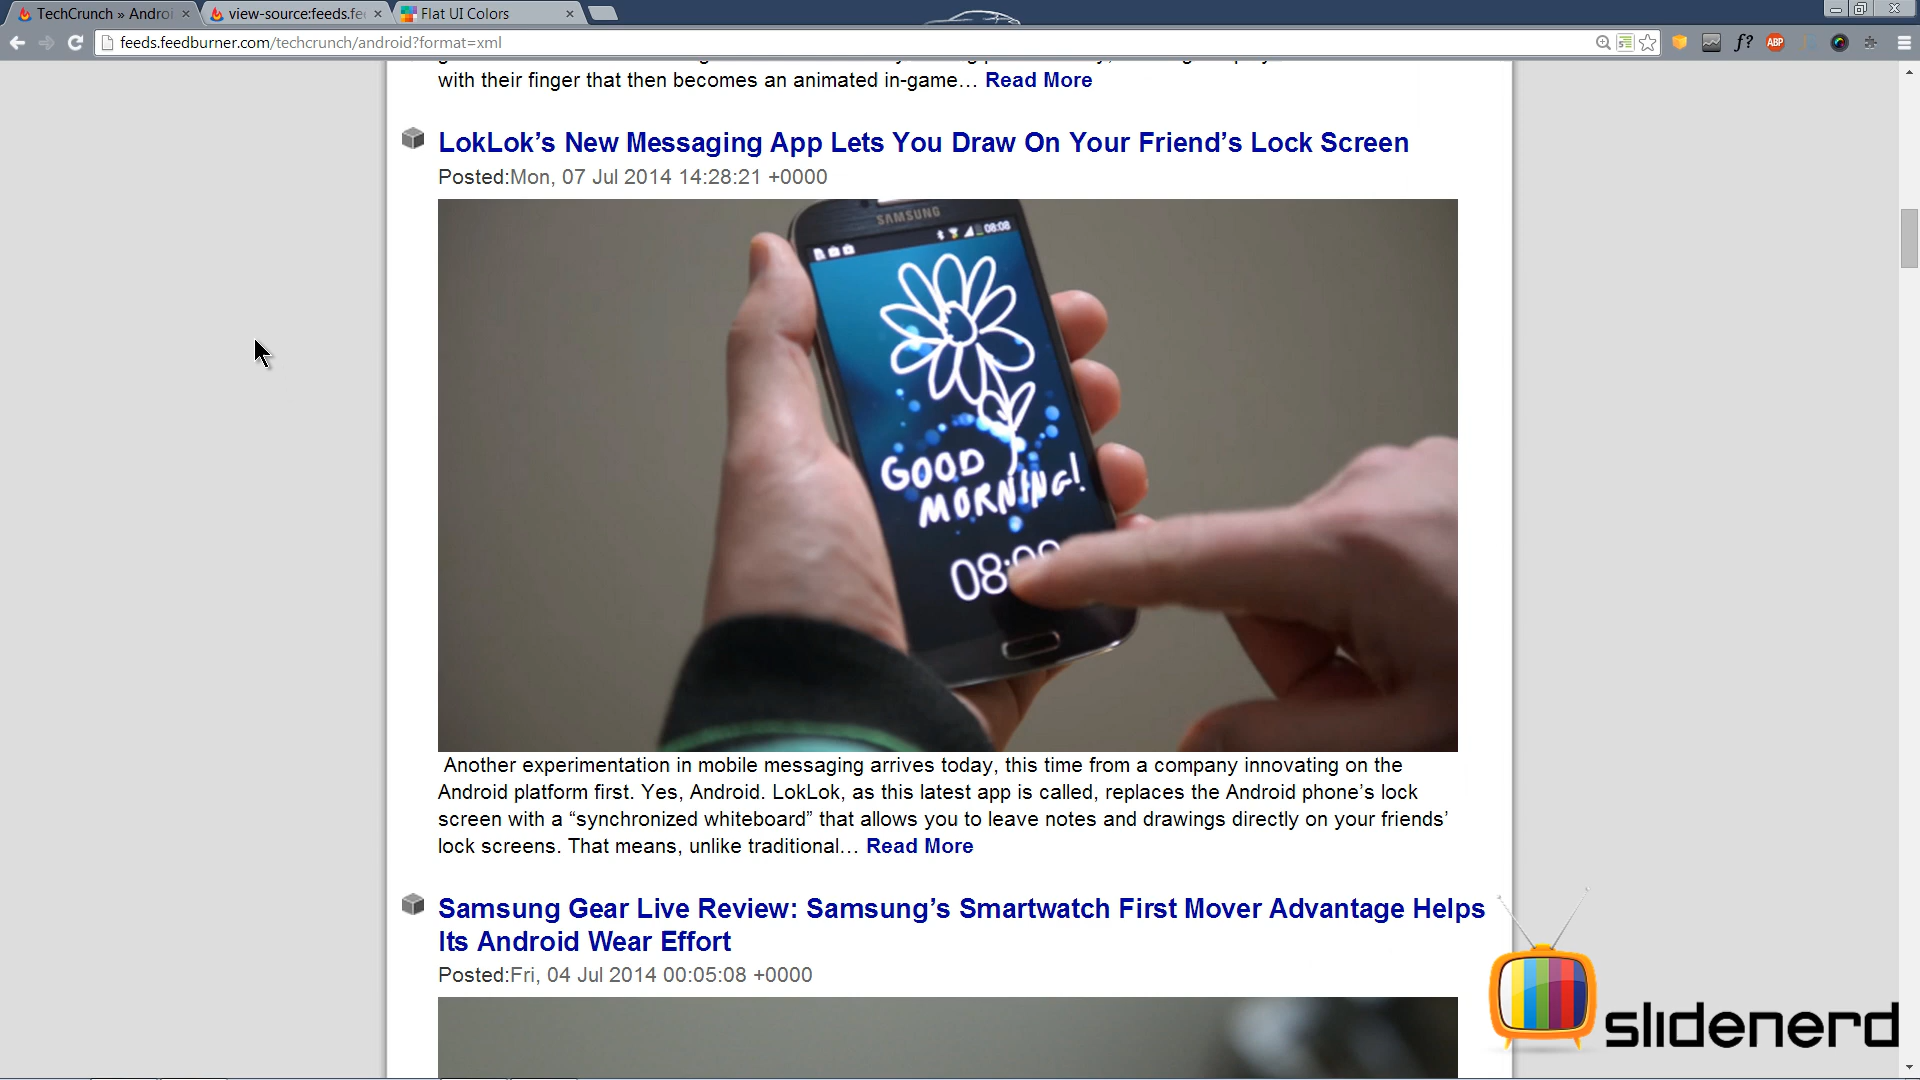 TechCrunch » Androi
view-source:feeds.fe
Flat UI Colors
feeds.feedburner.com/techcrunch/android?format=xml
f?
ABP
with their finger that then becomes an animated in-game… Read More
LokLok’s New Messaging App Lets You Draw On Your Friend’s Lock Screen
Posted:Mon, 07 Jul 2014 14:28:21 +0000
SAMSUNG
08:08
GOOD
MORNING!
08:08
Another experimentation in mobile messaging arrives today, this time from a company innovating on the
Android platform first. Yes, Android. LokLok, as this latest app is called, replaces the Android phone’s lock
screen with a “synchronized whiteboard” that allows you to leave notes and drawings directly on your friends’
lock screens. That means, unlike traditional… Read More
Samsung Gear Live Review: Samsung’s Smartwatch First Mover Advantage Helps
Its Android Wear Effort
Posted:Fri, 04 Jul 2014 00:05:08 +0000
slidenerd